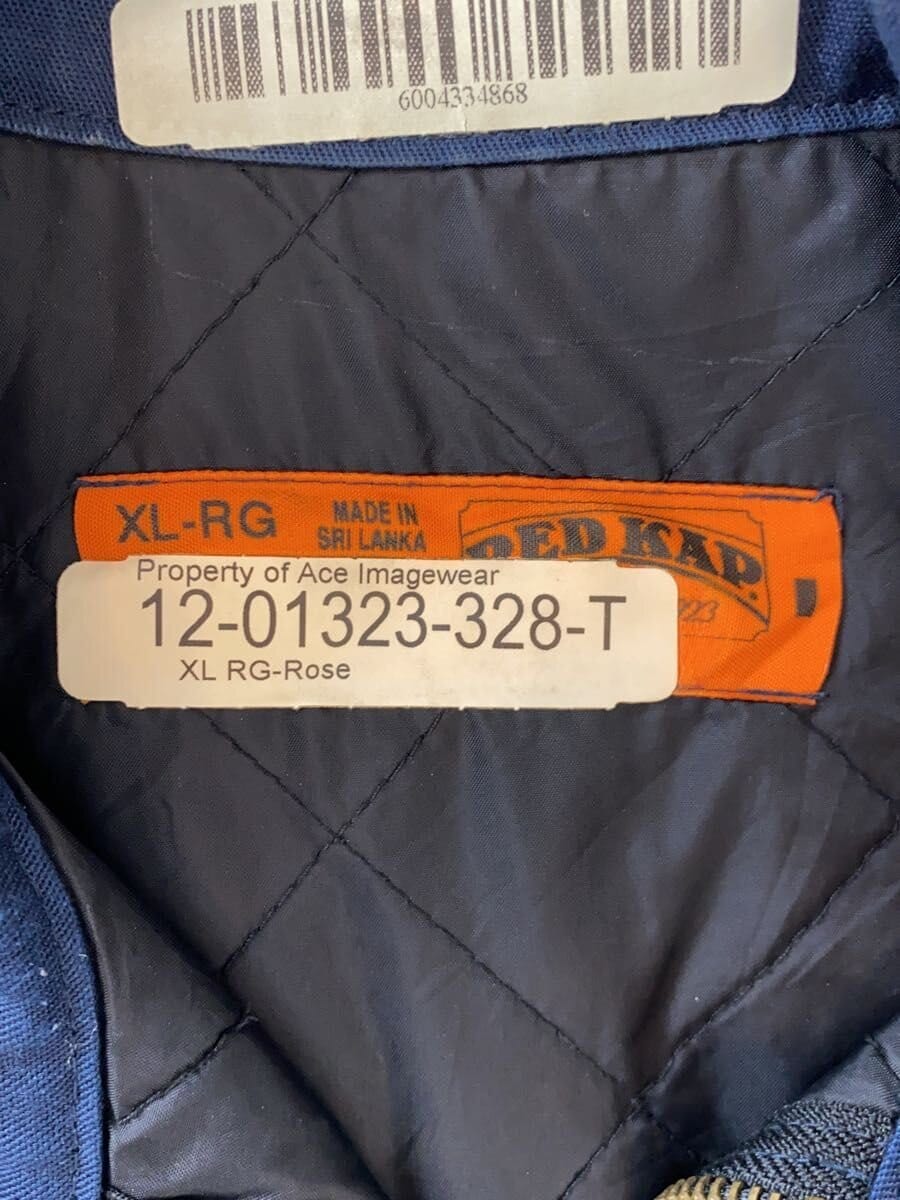 6004334868
XL-RG
MADE IN
SRI LANKA
RED KAP
Property of Ace Imagewear
12-01323-328-T
XL RG-Rose